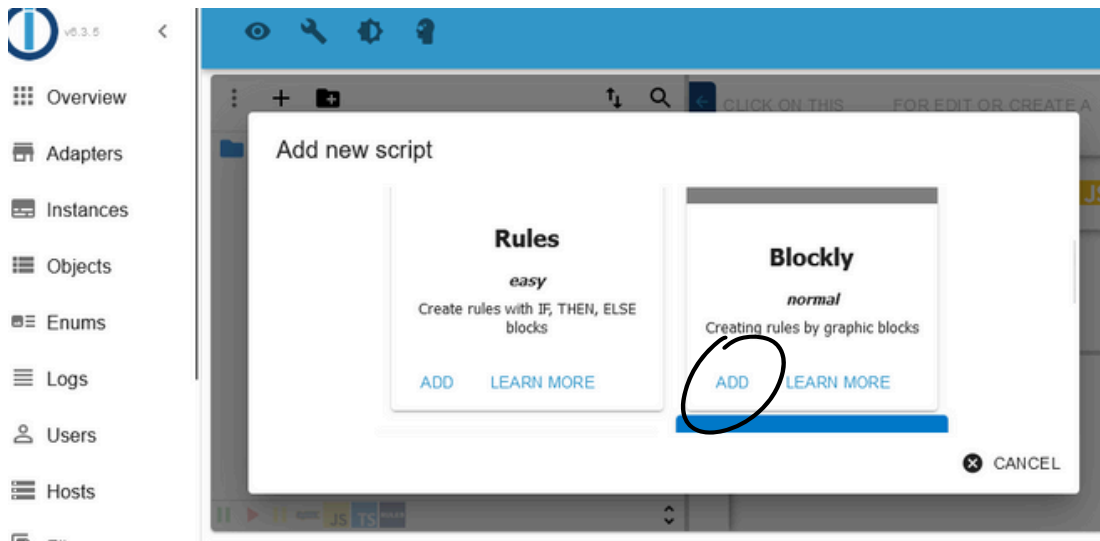 v6.3.5
Overview
Adapters
Instances
Objects
Enums
Logs
Users
Hosts
CLICK ON THIS FOR EDIT OR CREATE A
Add new script
Rules
easy
Create rules with IF, THEN, ELSE
blocks
ADD LEARN MORE
Blockly
normal
Creating rules by graphic blocks
ADD LEARN MORE
CANCEL
JS
JS TS